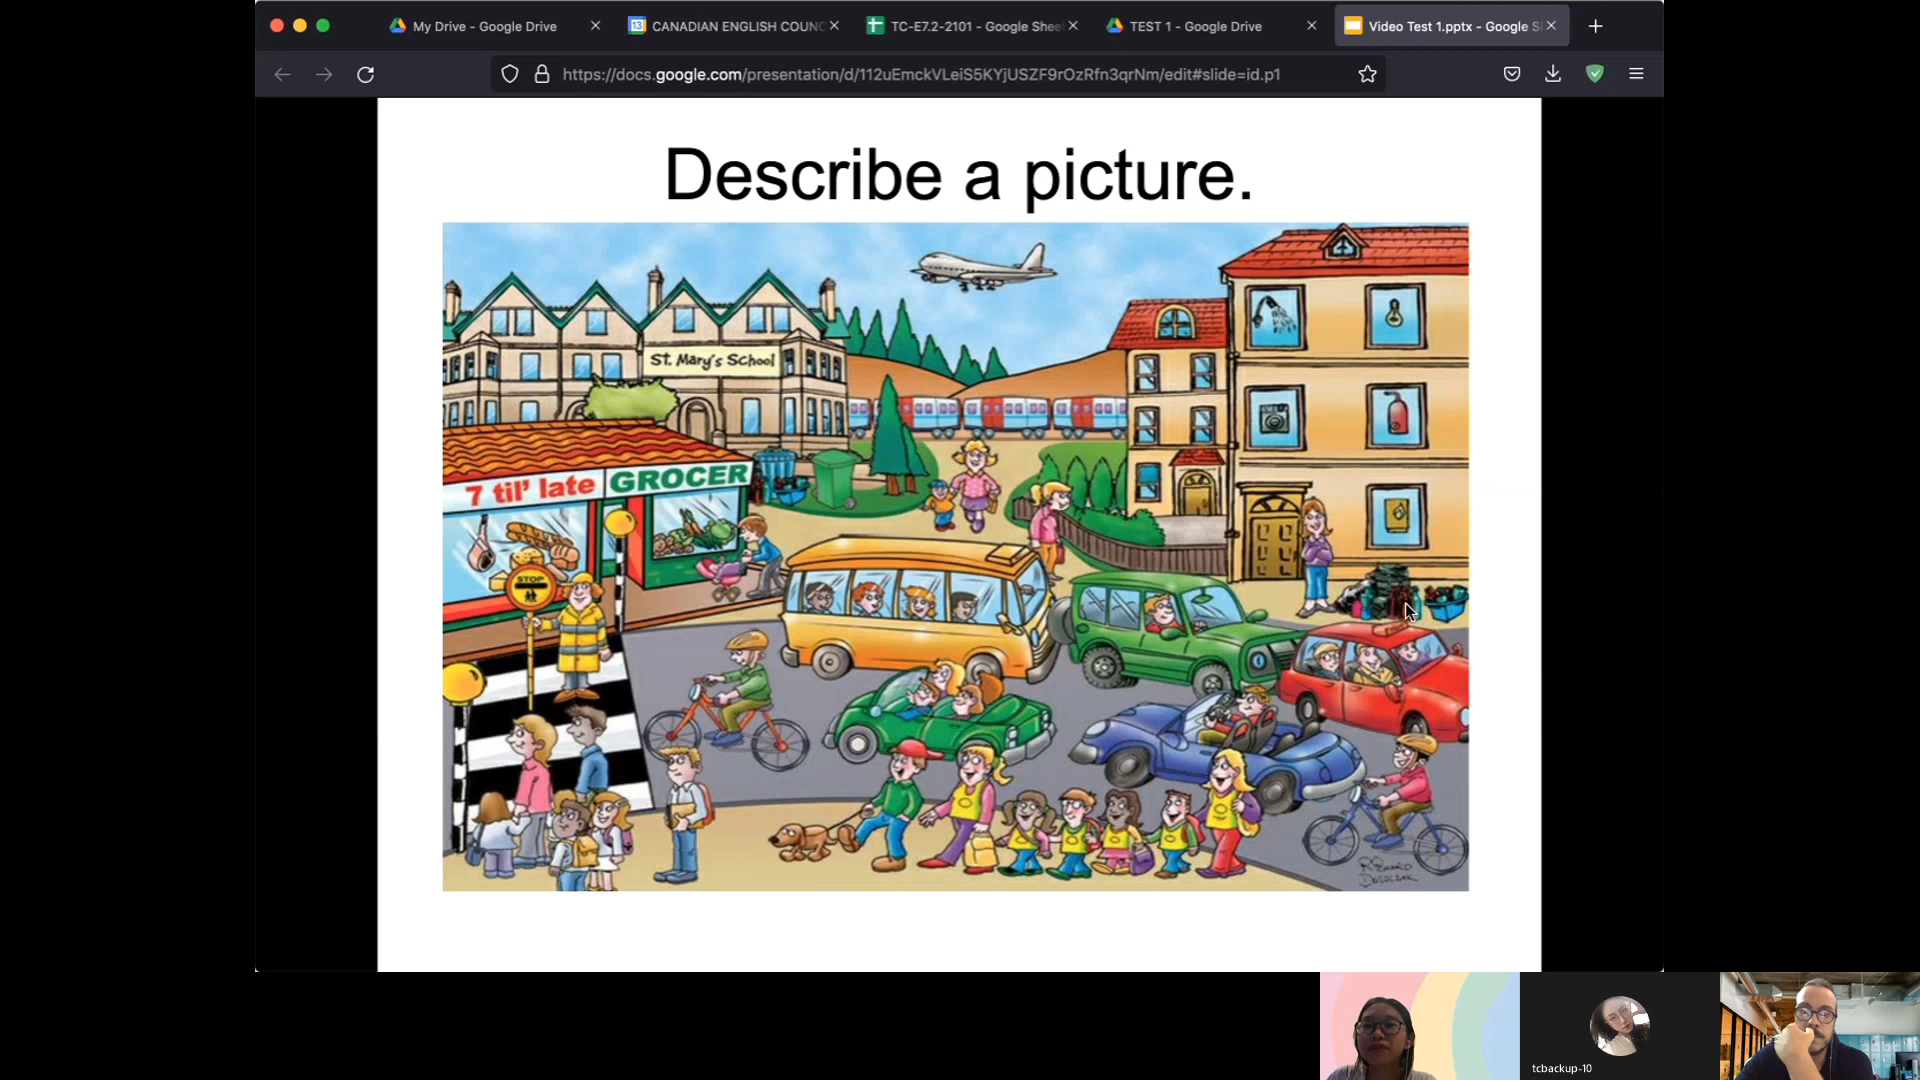 My Drive - Google Drive
CANADIAN ENGLISH COUNC
TC-E7.2-2101 - Google Shee
TEST 1 - Google Drive
Video Test 1.pptx - Google S
https://docs.google.com/presentation/d/112uEmckVLeiS5KYjUSZF9rOzRfn3qrNm/edit#slide=id.p1
Describe a picture.
St. Mary's School
7 til' late GROCER
STOP
tcbackup-10